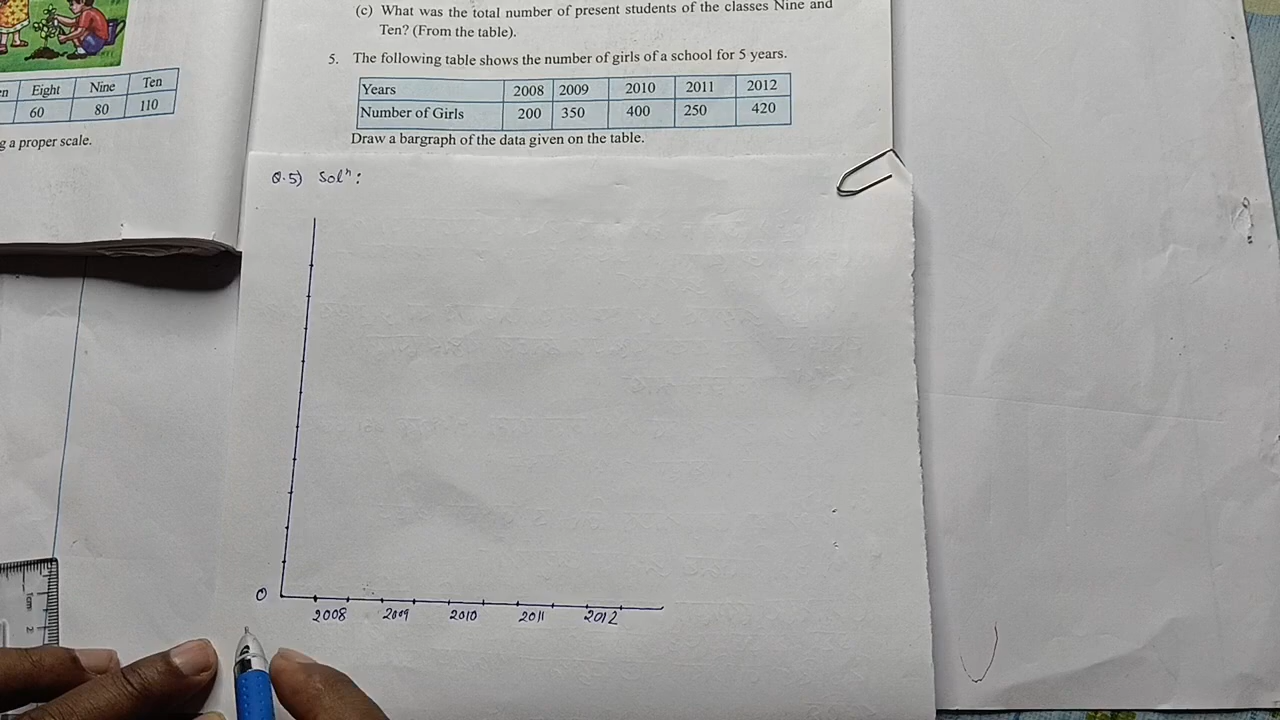 (c) What was the total number of present students of the classes Nine and
Ten? (From the table).
5. The following table shows the number of girls of a school for 5 years.
Years 2008 2009 2010 2011 2012
Number of Girls 200 350 400 250 420
Draw a bargraph of the data given on the table.
Eight Nine Ten
60 80 110
a proper scale.
Q.5) Solⁿ:
0
2008 2009 2010 2011 2012
1cm 2